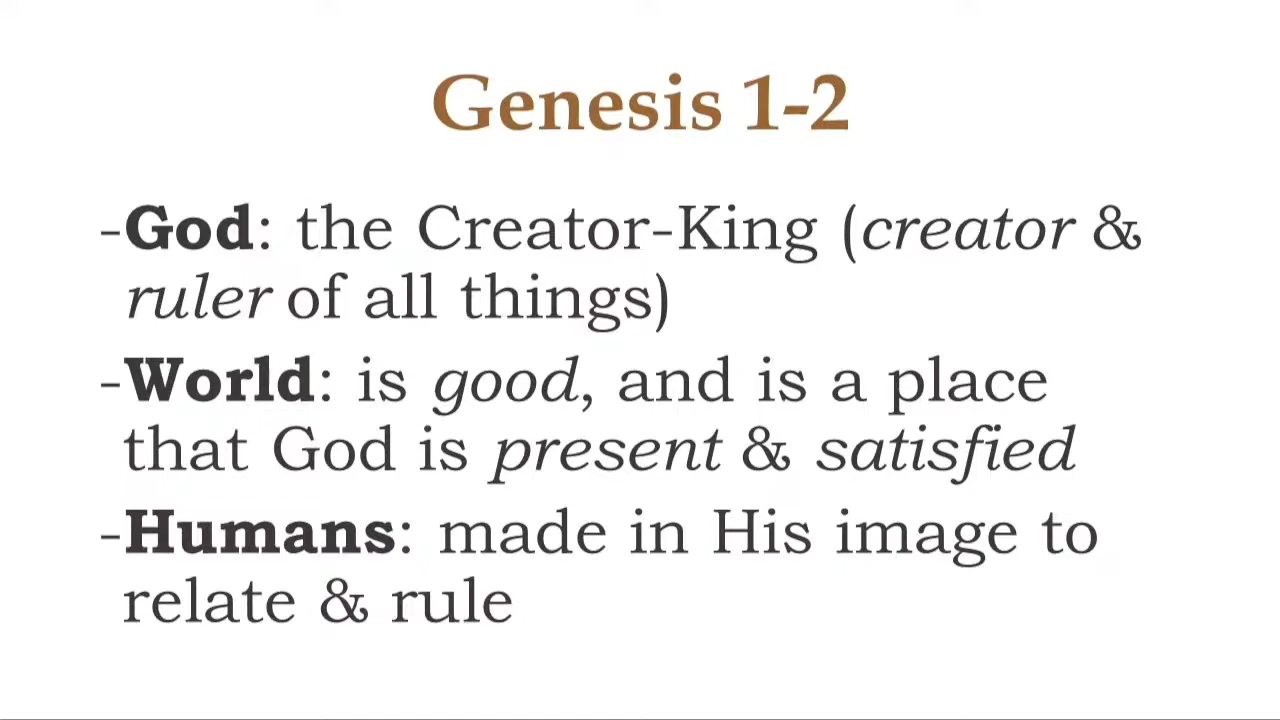 Genesis 1-2
-God: the Creator-King (creator &
ruler of all things)
-World: is good, and is a place
that God is present & satisfied
-Humans: made in His image to
relate & rule